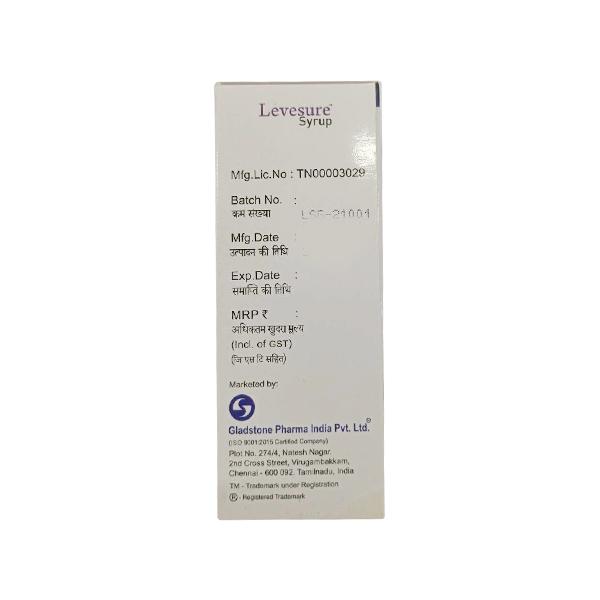 Levesure™
Syrup
Mfg.Lic.No : TN00003029
Batch No. :
कम संख्या
Mfg.Date :
उत्पादन की तिथि
Exp.Date :
समाप्ति की तिथि
MRP ₹ :
अधिकतम खुदरा मूल्य
(Incl. of GST)
(जि एस टि सहित)
Marketed by:
Gladstone Pharma India Pvt. Ltd.®
(ISO 9001:2015 Certified Company)
Plot No. 274/4, Natesh Nagar.
2nd Cross Street, Virugambakkam,
Chennai - 600 092. Tamilnadu, India
TM - Trademark under Registration
® - Registered Trademark